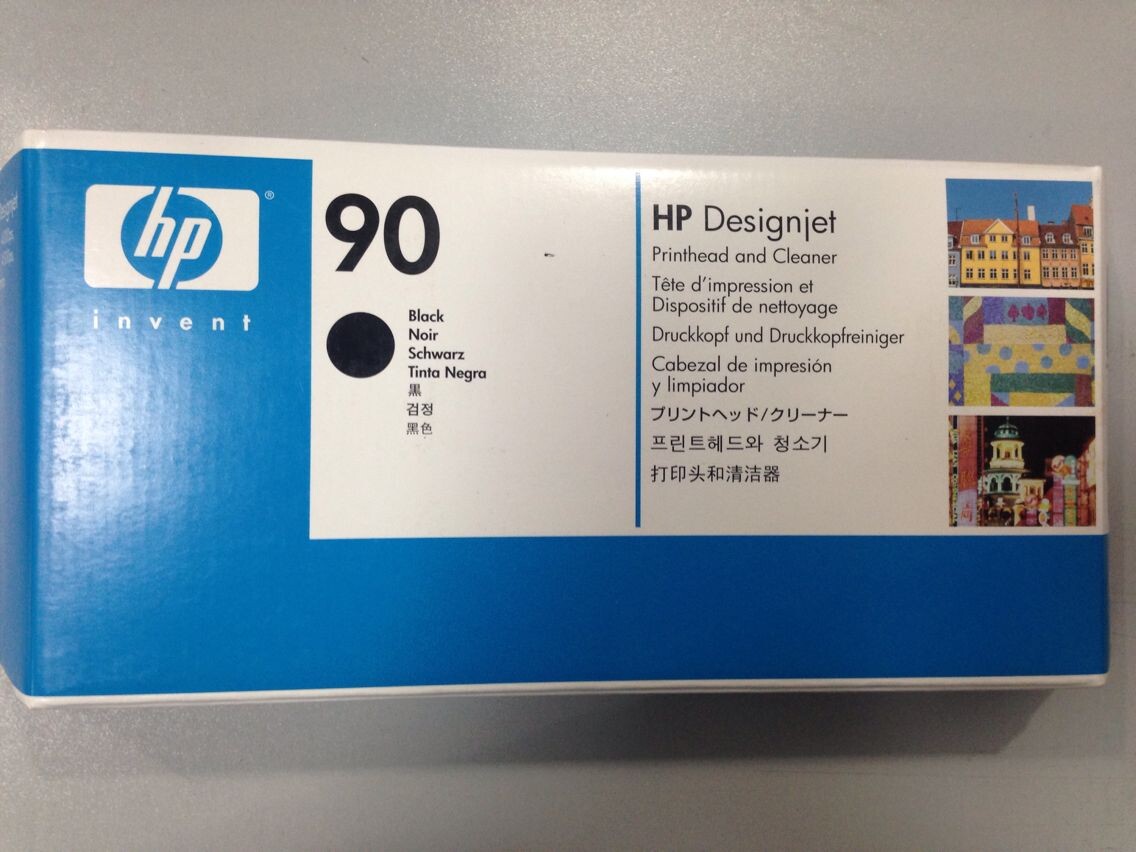 hp
®
invent
90
Black
Noir
Schwarz
Tinta Negra
黒
검정
黑色
HP Designjet
Printhead and Cleaner
Tête d'impression et
Dispositif de nettoyage
Druckkopf und Druckkopfreiniger
Cabezal de impresión
y limpiador
プリントヘッド/クリーナー
프린트헤드와 청소기
打印头和清洁器